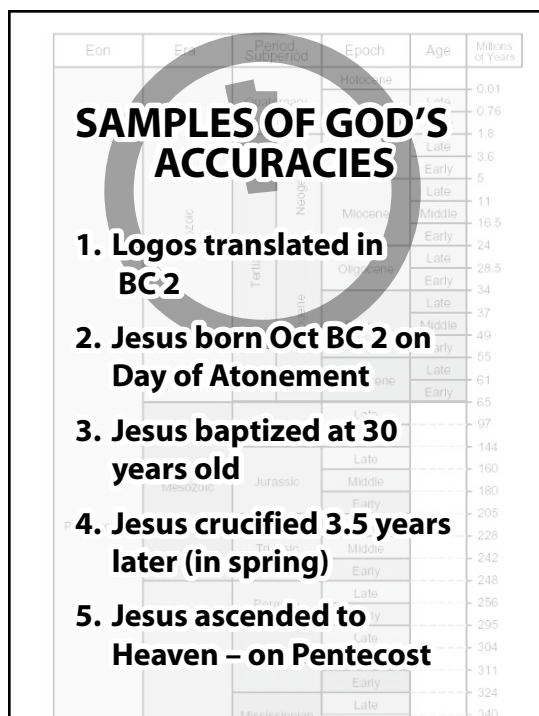 Eon Era Period Subperiod Epoch Age Millions of Years
SAMPLES OF GOD'S
ACCURACIES
1. Logos translated in
BC 2
2. Jesus born Oct BC 2 on
Day of Atonement
3. Jesus baptized at 30
years old
4. Jesus crucified 3.5 years
later (in spring)
5. Jesus ascended to
Heaven – on Pentecost
Holocene
0.01
Late
0.76
1.8
Late
3.6
Early
5
Late
11
Miocene
Middle
16.5
Early
24
Late
Oligocene
28.5
Early
34
Late
37
Middle
49
Early
55
Late
61
Early
65
Late
97
144
Late
160
Mesozoic
Jurassic
Middle
180
Early
205
228
Middle
242
Early
248
Late
256
295
Late
304
311
Early
324
Mississippian
Late
340